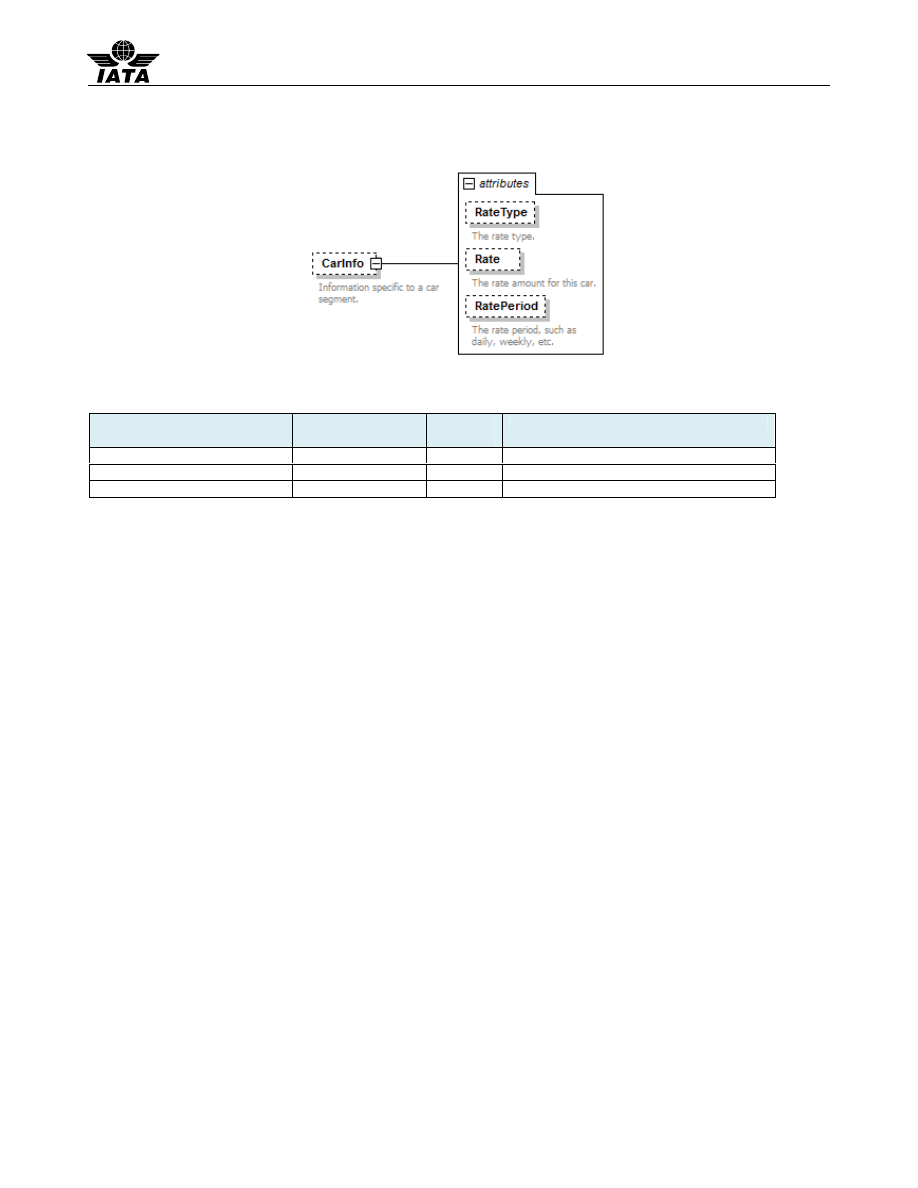 IATA
attributes
RateType
The rate type.
CarInfo
Information specific to a car
segment.
Rate
The rate amount for this car.
RatePeriod
The rate period, such as
daily, weekly, etc.